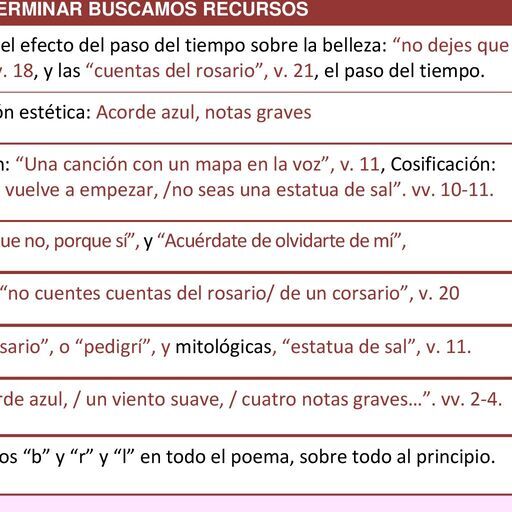 ERMINAR BUSCAMOS RECURSOS
el efecto del paso del tiempo sobre la belleza: “no dejes que
v. 18, y las “cuentas del rosario”, v. 21, el paso del tiempo.
ón estética: Acorde azul, notas graves
n: “Una canción con un mapa en la voz”, v. 11, Cosificación:
vuelve a empezar, /no seas una estatua de sal”. vv. 10-11.
ue no, porque sí”, y “Acuérdate de olvidarte de mí”,
“no cuentes cuentas del rosario/ de un corsario”, v. 20
sario”, o “pedigrí”, y mitológicas, “estatua de sal”, v. 11.
rde azul, / un viento suave, / cuatro notas graves…”. vv. 2-4.
os “b” y “r” y “l” en todo el poema, sobre todo al principio.